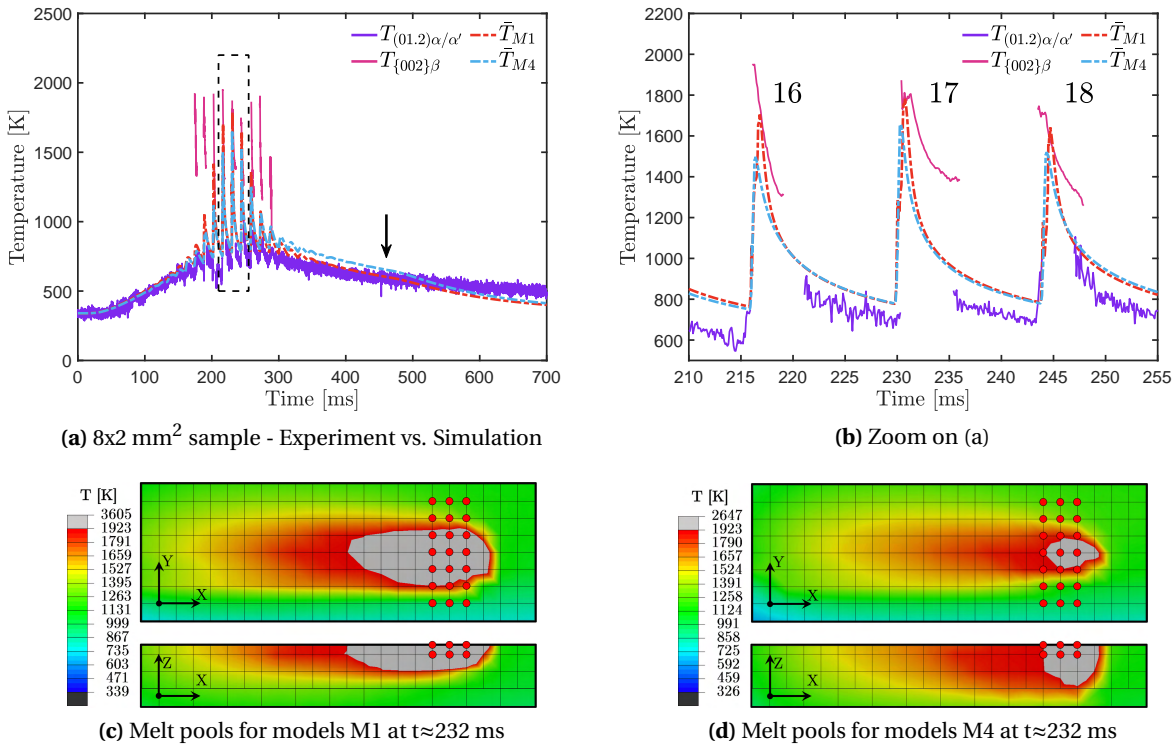 2500
2000
1500
1000
500
0
Temperature [K]
0 100 200 300 400 500 600 700
Time [ms]
T(01.2)α/α′ T̄M1
T{002}β T̄M4
(a) 8x2 mm² sample - Experiment vs. Simulation
2200
2000
1800
1600
1400
1200
1000
800
600
Temperature [K]
210 215 220 225 230 235 240 245 250 255
Time [ms]
T(01.2)α/α′ T̄M1
T{002}β T̄M4
16 17 18
(b) Zoom on (a)
T [K]
3605
1923
1791
1659
1527
1395
1263
1131
999
867
735
603
471
339
Y
X
Z
X
(c) Melt pools for models M1 at t≈232 ms
T [K]
2647
1923
1790
1657
1524
1391
1258
1124
991
858
725
592
459
326
Y
X
Z
X
(d) Melt pools for models M4 at t≈232 ms